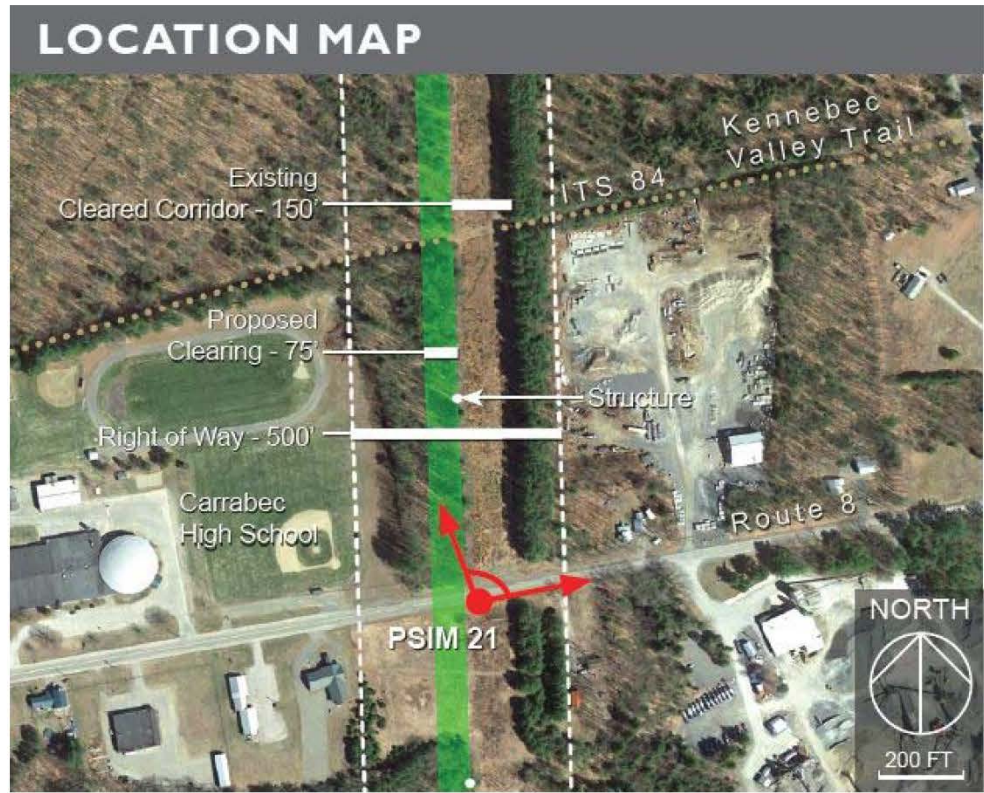 LOCATION MAP
Kennebec
Valley Trail
ITS 84
Existing
Cleared Corridor - 150'
Proposed
Clearing - 75'
Structure
Right of Way - 500'
Carrabec
High School
Route 8
PSIM 21
NORTH
200 FT